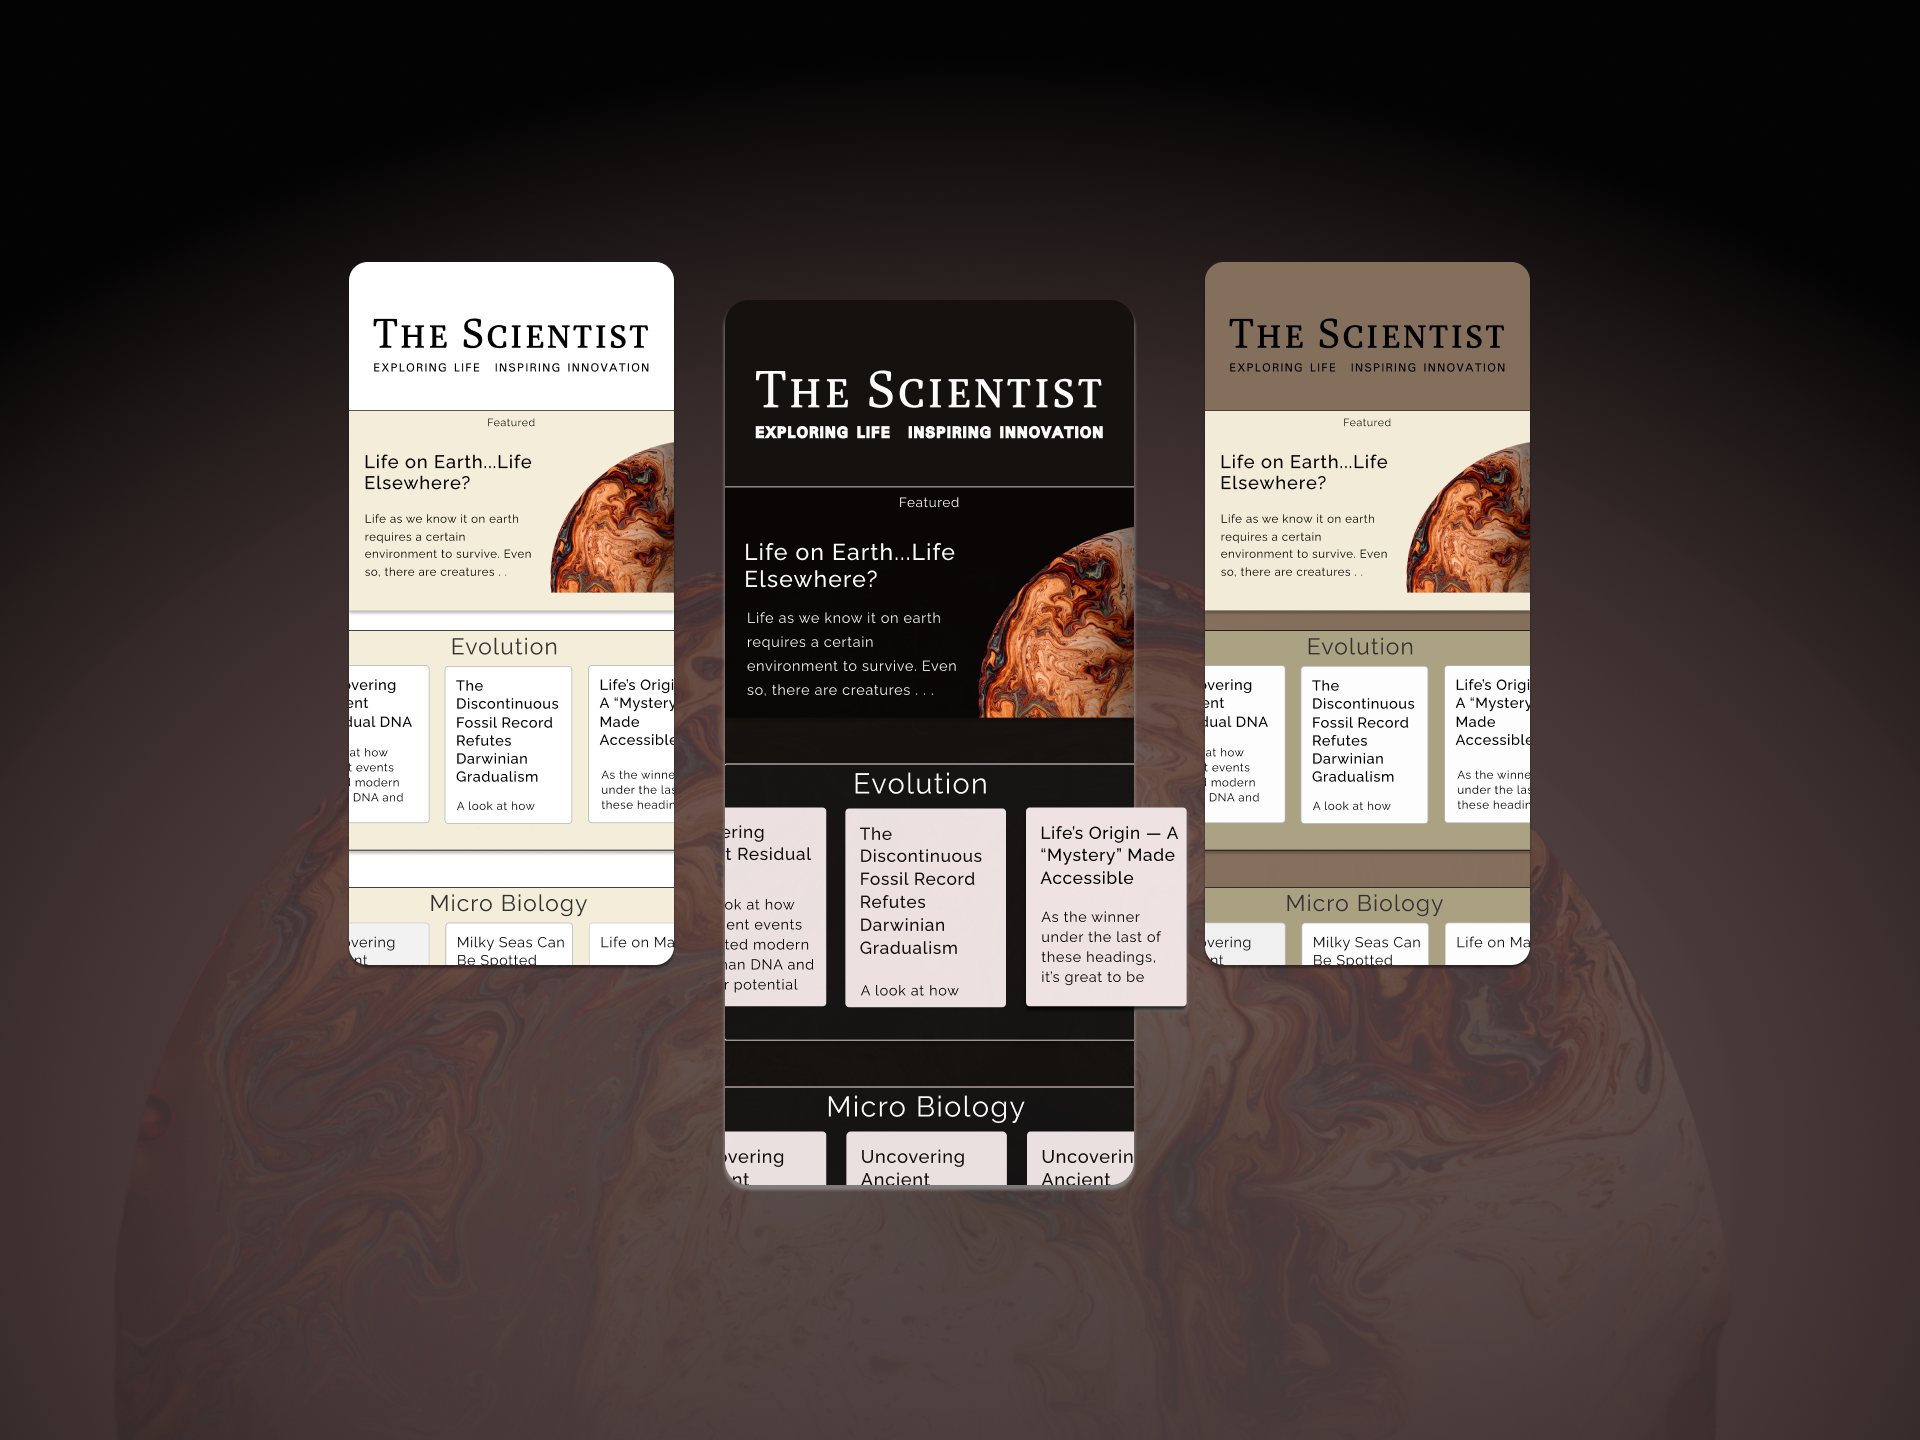 THE SCIENTIST
EXPLORING LIFE INSPIRING INNOVATION
Featured
Life on Earth...Life
Elsewhere?
Life as we know it on earth
requires a certain
environment to survive. Even
so, there are creatures . .
Evolution
overing
ent
dual DNA
at how
t events
modern
DNA and
The
Discontinuous
Fossil Record
Refutes
Darwinian
Gradualism
A look at how
Life’s Origi
A “Mystery
Made
Accessible
As the winne
under the las
these headin
Micro Biology
overing
nt
Milky Seas Can
Be Spotted
Life on Ma
THE SCIENTIST
EXPLORING LIFE INSPIRING INNOVATION
Featured
Life on Earth...Life
Elsewhere?
Life as we know it on earth
requires a certain
environment to survive. Even
so, there are creatures . . .
Evolution
ering
t Residual
ok at how
ent events
ted modern
an DNA and
r potential
The
Discontinuous
Fossil Record
Refutes
Darwinian
Gradualism
A look at how
Life’s Origin — A
“Mystery” Made
Accessible
As the winner
under the last of
these headings,
it’s great to be
Micro Biology
overing
nt
Uncovering
Ancient
Uncoverin
Ancient
THE SCIENTIST
EXPLORING LIFE INSPIRING INNOVATION
Featured
Life on Earth...Life
Elsewhere?
Life as we know it on earth
requires a certain
environment to survive. Even
so, there are creatures . .
Evolution
overing
ent
dual DNA
at how
t events
modern
DNA and
The
Discontinuous
Fossil Record
Refutes
Darwinian
Gradualism
A look at how
Life’s Origi
A “Mystery
Made
Accessible
As the winne
under the las
these headin
Micro Biology
overing
nt
Milky Seas Can
Be Spotted
Life on Ma